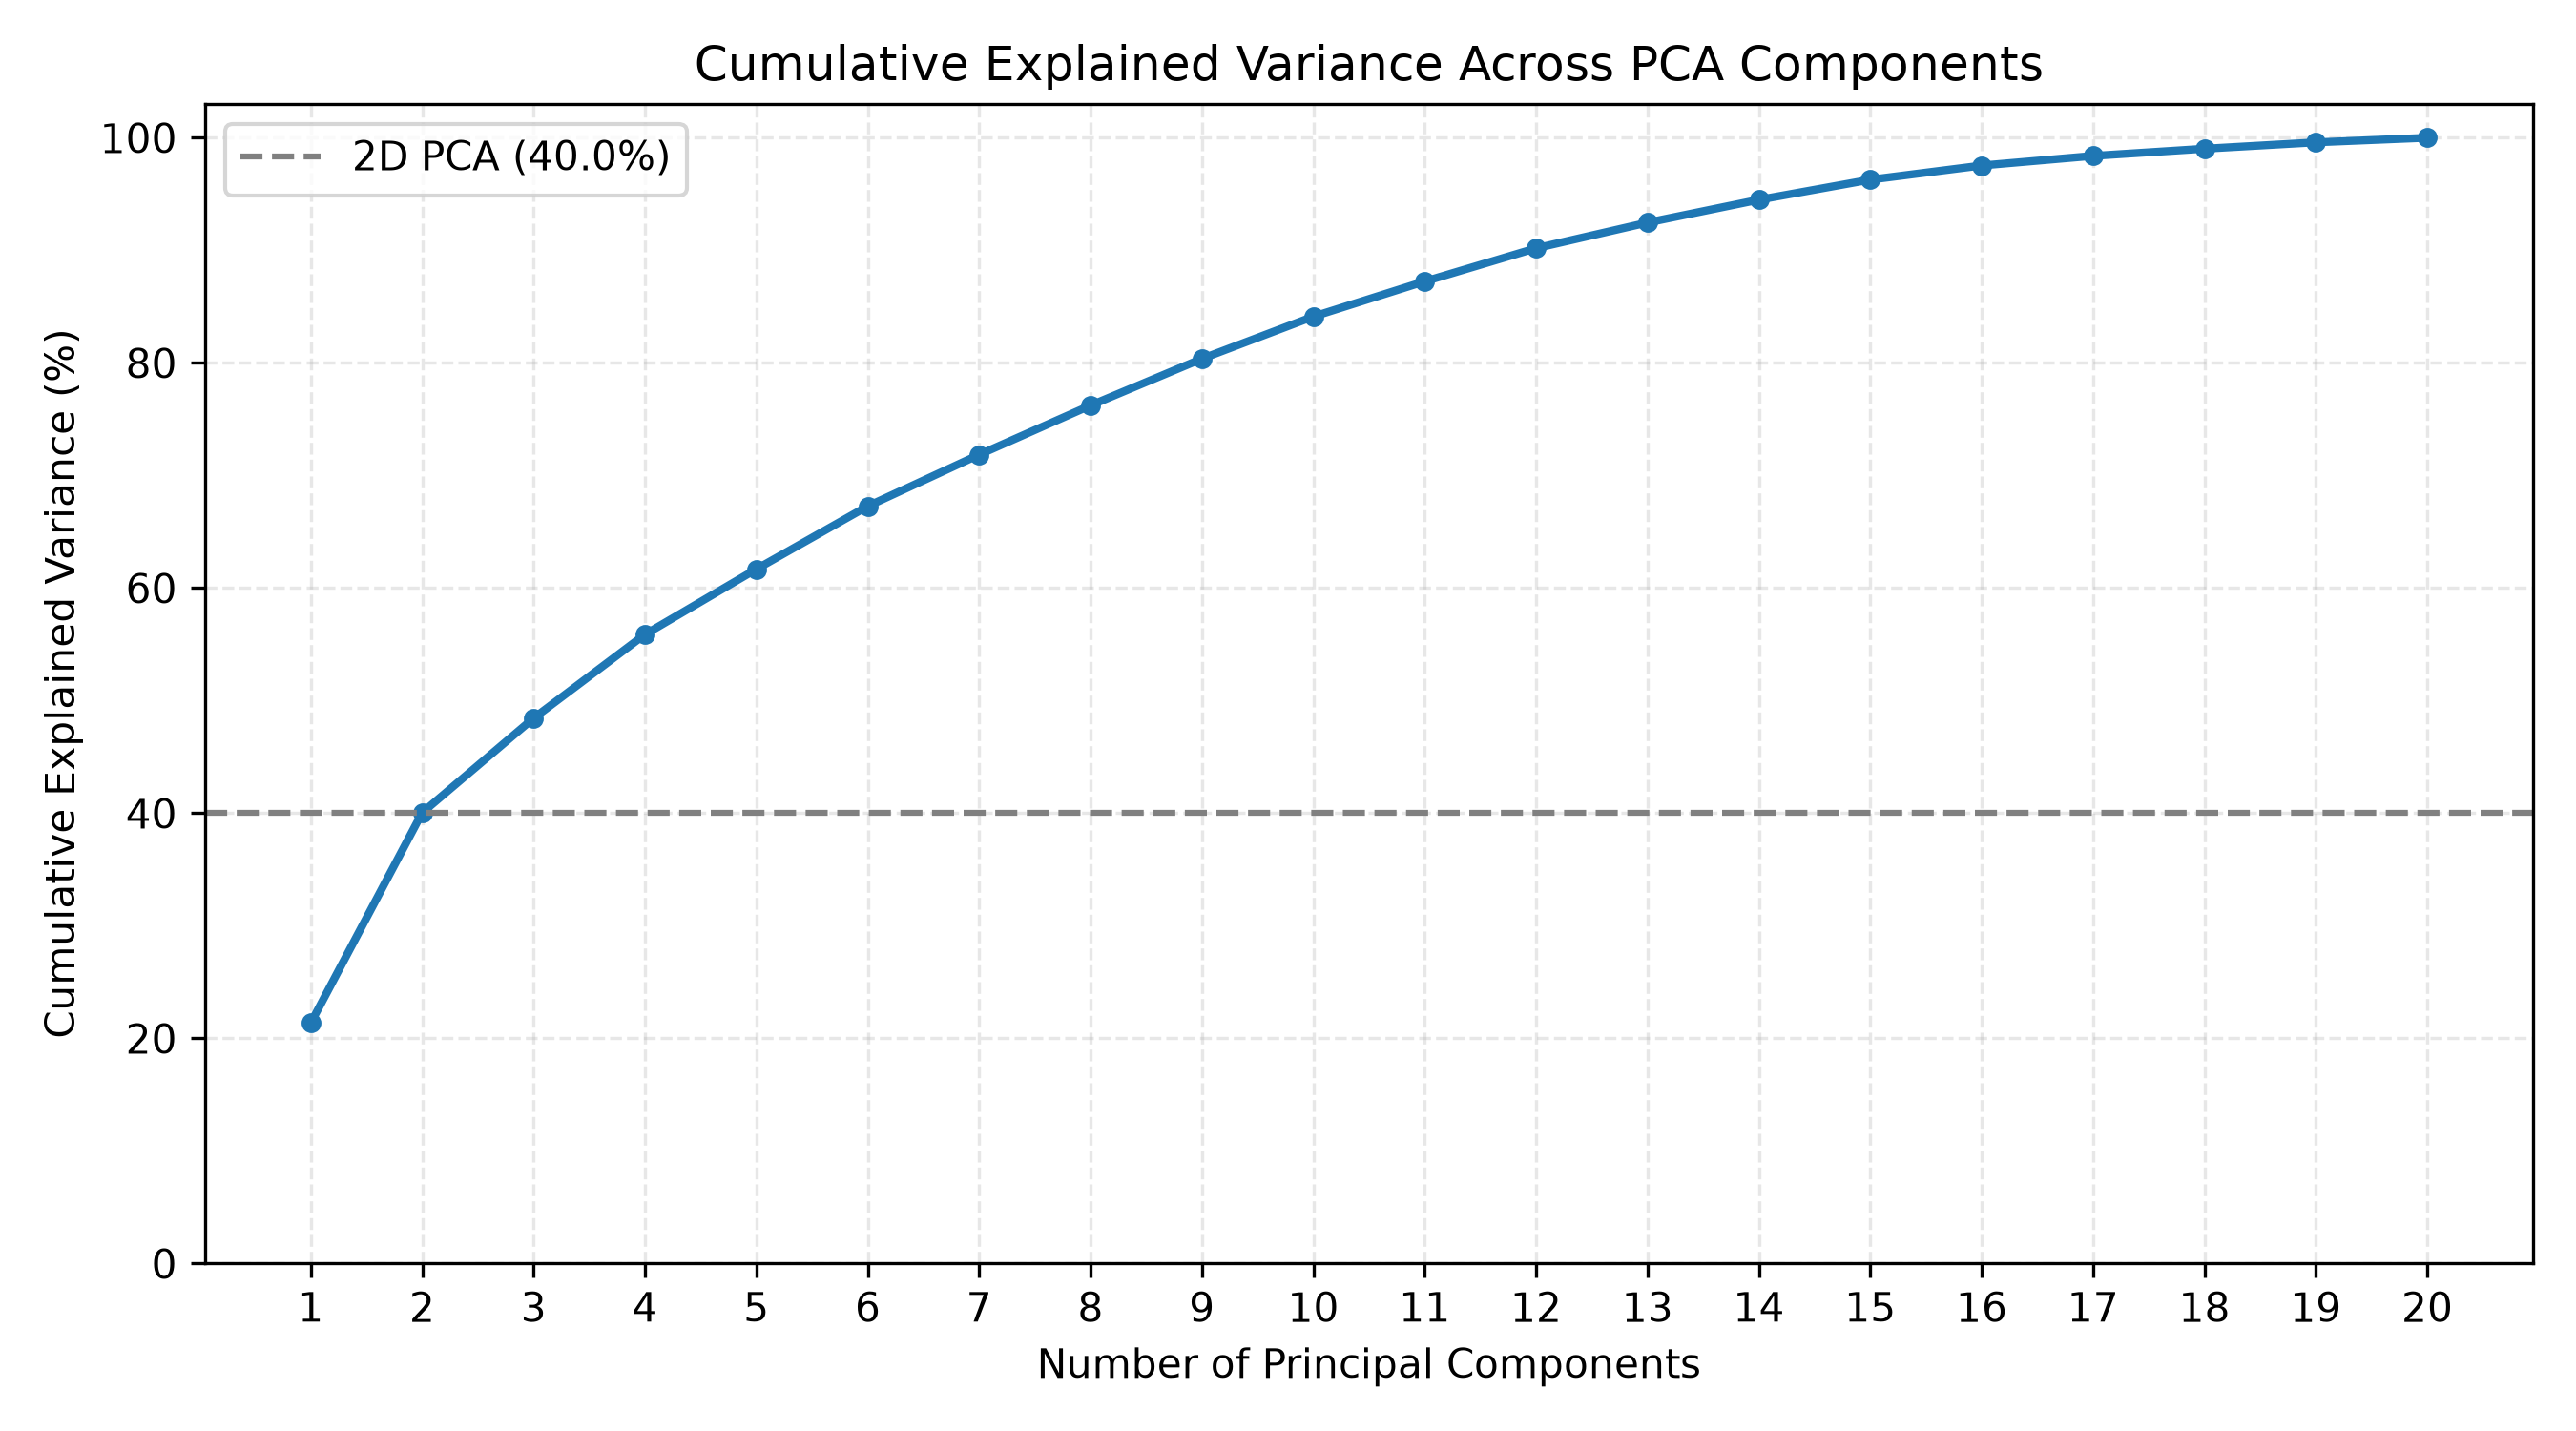 Cumulative Explained Variance Across PCA Components
2D PCA (40.0%)
Cumulative Explained Variance (%)
100
80
60
40
20
0
1 2 3 4 5 6 7 8 9 10 11 12 13 14 15 16 17 18 19 20
Number of Principal Components